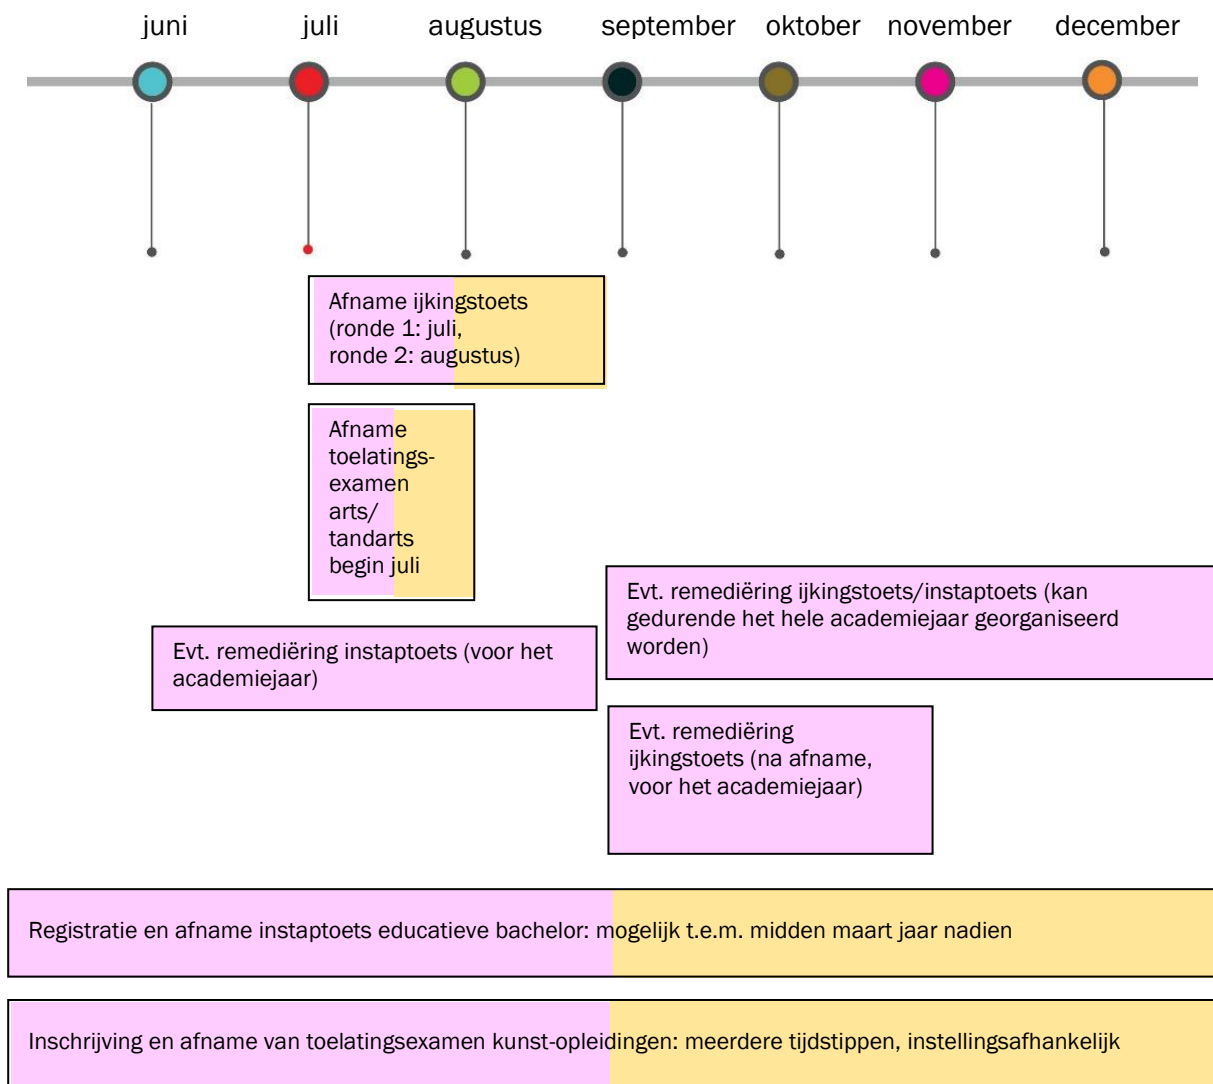 juni juli augustus september oktober november december
Afname ijkingstoets
(ronde 1: juli,
ronde 2: augustus)
Afname
toelatings-
examen
arts/
tandarts
begin juli
Evt. remediëring ijkingstoets/instaptoets (kan
gedurende het hele academiejaar georganiseerd
worden)
Evt. remediëring instaptoets (voor het
academiejaar)
Evt. remediëring
ijkingstoets (na afname,
voor het academiejaar)
Registratie en afname instaptoets educatieve bachelor: mogelijk t.e.m. midden maart jaar nadien
Inschrijving en afname van toelatingsexamen kunst-opleidingen: meerdere tijdstippen, instellingsafhankelijk